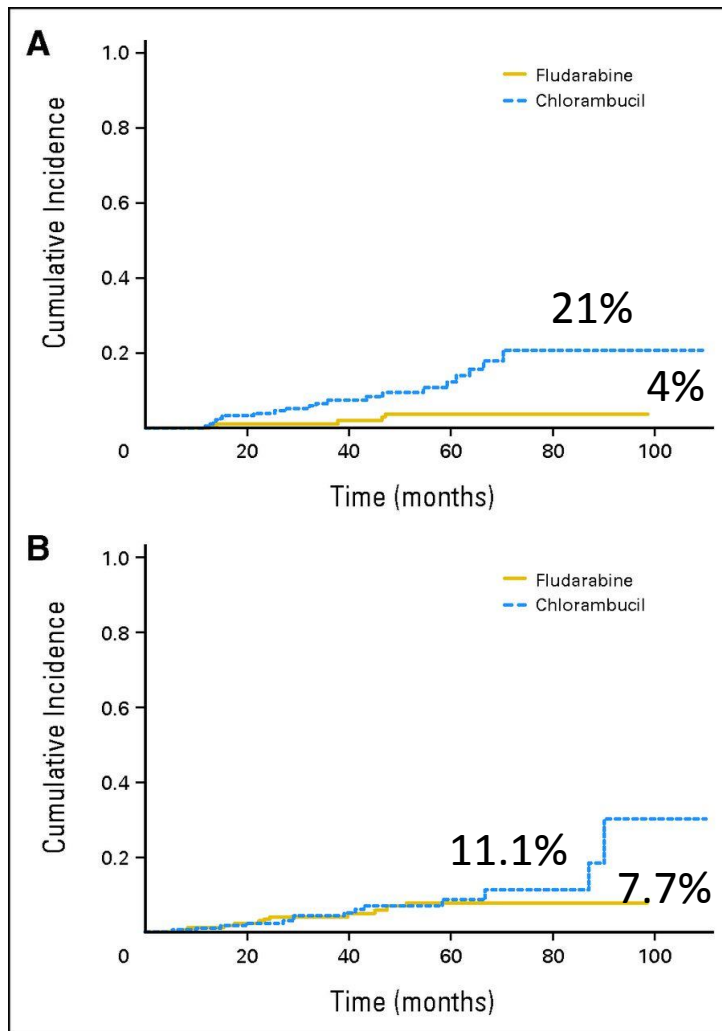 A
Cumulative Incidence
1.0
0.8
0.6
0.4
0.2
0
20
40
60
80
100
Time (months)
Fludarabine
Chlorambucil
21%
4%
B
Cumulative Incidence
1.0
0.8
0.6
0.4
0.2
0
20
40
60
80
100
Time (months)
Fludarabine
Chlorambucil
11.1%
7.7%